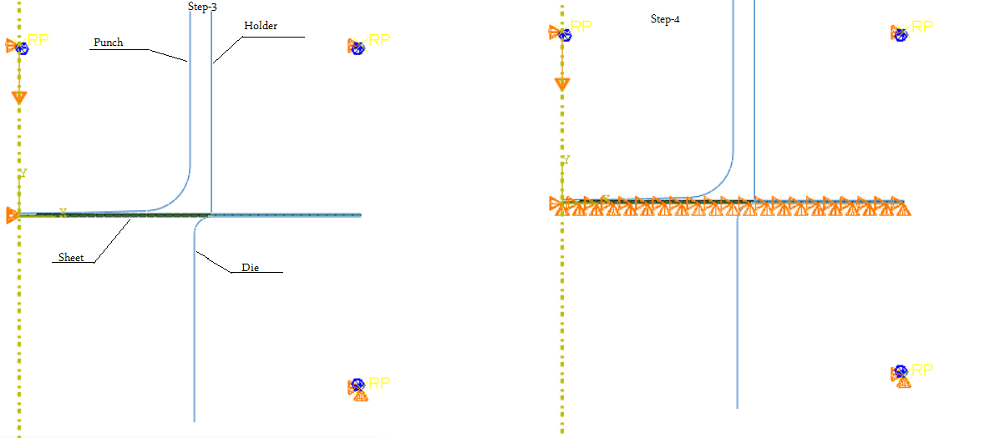 Step-3
Holder
Punch
RP
RP
Y
X
Sheet
Die
RP
Step-4
RP
RP
Y
X
RP